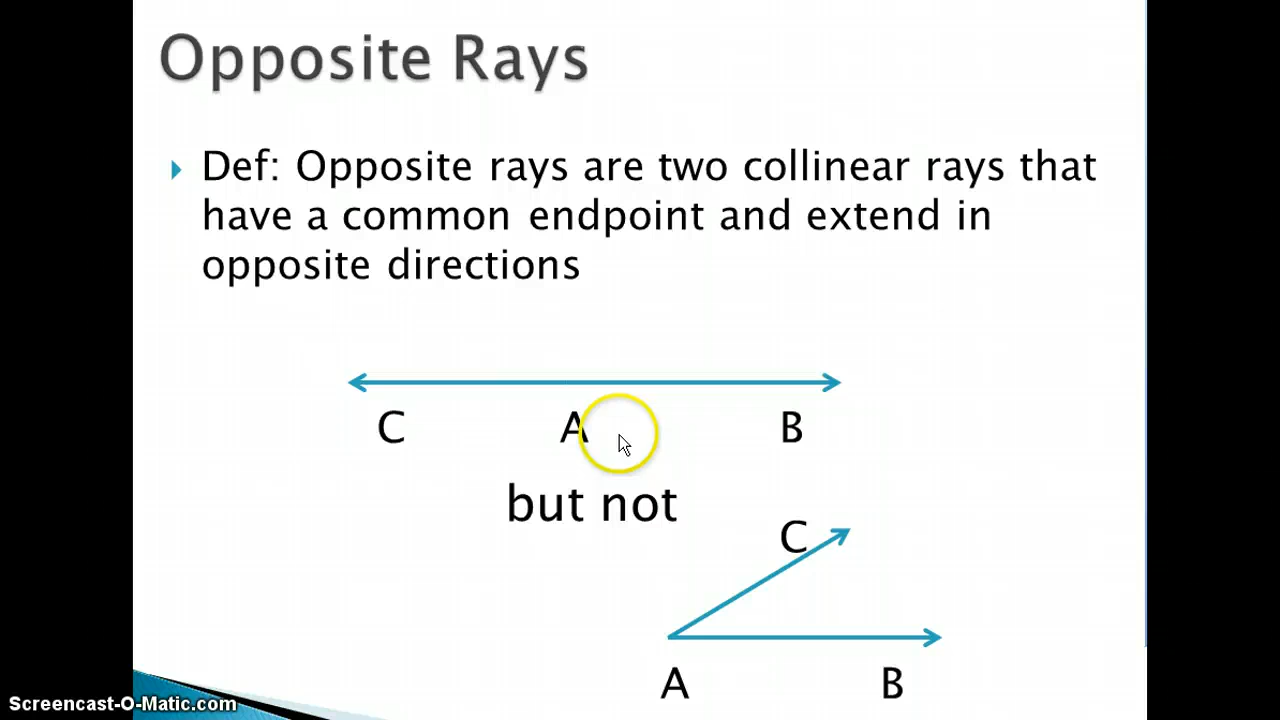 Opposite Rays
Def: Opposite rays are two collinear rays that
have a common endpoint and extend in
opposite directions
C A B
but not
C
A B
Screencast-O-Matic.com